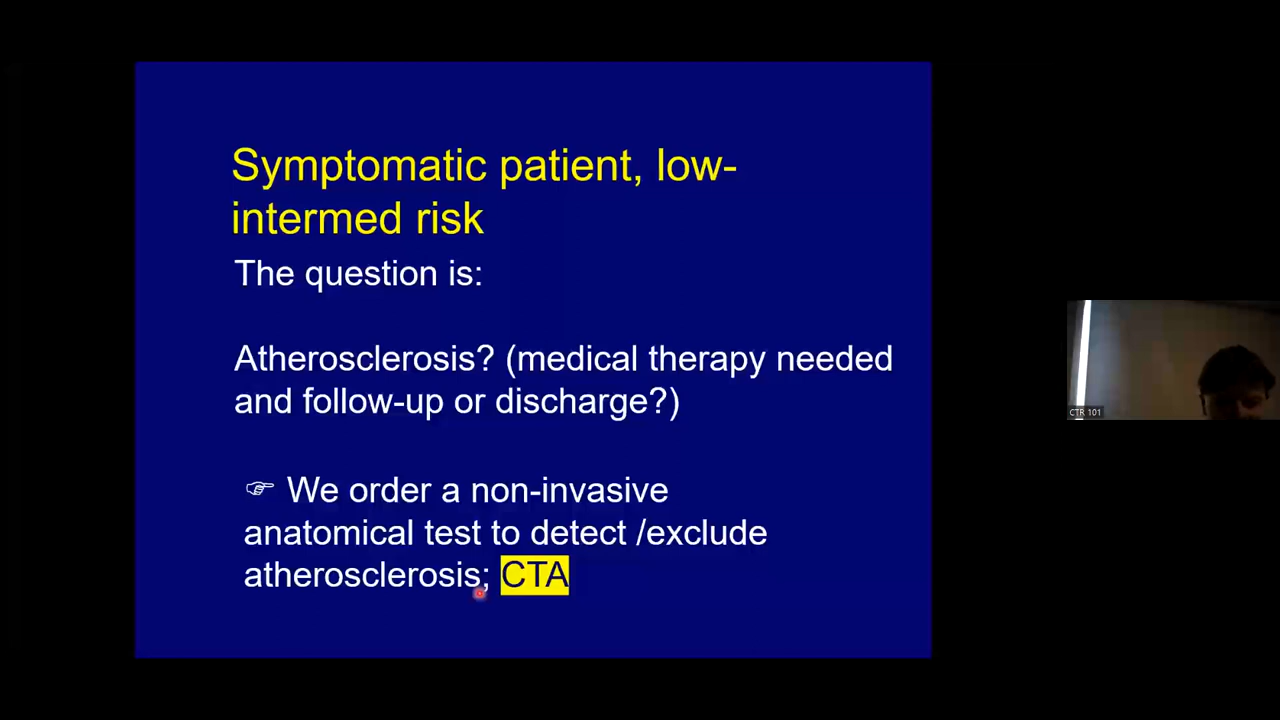 Symptomatic patient, low-
intermed risk
The question is:
Atherosclerosis? (medical therapy needed
and follow-up or discharge?)
☞ We order a non-invasive
anatomical test to detect /exclude
atherosclerosis; CTA
CTR 101